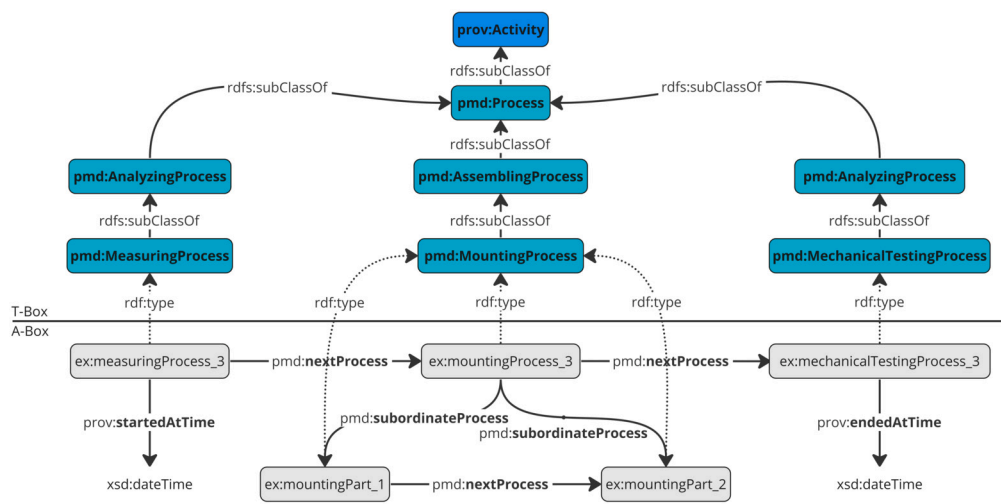 prov:Activity
rdfs:subClassOf
rdfs:subClassOf
rdfs:subClassOf
pmd:Process
rdfs:subClassOf
pmd:AnalyzingProcess
pmd:AssemblingProcess
pmd:AnalyzingProcess
rdfs:subClassOf
rdfs:subClassOf
rdfs:subClassOf
pmd:MeasuringProcess
pmd:MountingProcess
pmd:MechanicalTestingProcess
rdf:type
rdf:type
rdf:type
rdf:type
rdf:type
T-Box
A-Box
ex:measuringProcess_3
pmd:nextProcess
ex:mountingProcess_3
pmd:nextProcess
ex:mechanicalTestingProcess_3
prov:startedAtTime
pmd:subordinateProcess
pmd:subordinateProcess
prov:endedAtTime
xsd:dateTime
ex:mountingPart_1
pmd:nextProcess
ex:mountingPart_2
xsd:dateTime